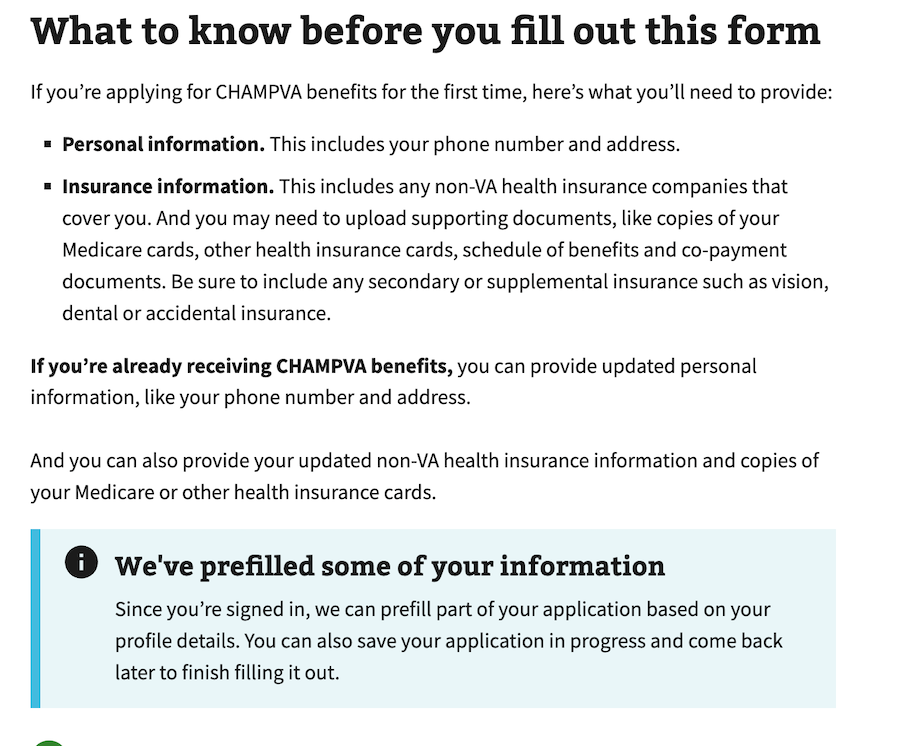 What to know before you fill out this form
If you’re applying for CHAMPVA benefits for the first time, here’s what you’ll need to provide:
▪ Personal information. This includes your phone number and address.
▪ Insurance information. This includes any non-VA health insurance companies that
cover you. And you may need to upload supporting documents, like copies of your
Medicare cards, other health insurance cards, schedule of benefits and co-payment
documents. Be sure to include any secondary or supplemental insurance such as vision,
dental or accidental insurance.
If you’re already receiving CHAMPVA benefits, you can provide updated personal
information, like your phone number and address.
And you can also provide your updated non-VA health insurance information and copies of
your Medicare or other health insurance cards.
We've prefilled some of your information
Since you’re signed in, we can prefill part of your application based on your
profile details. You can also save your application in progress and come back
later to finish filling it out.